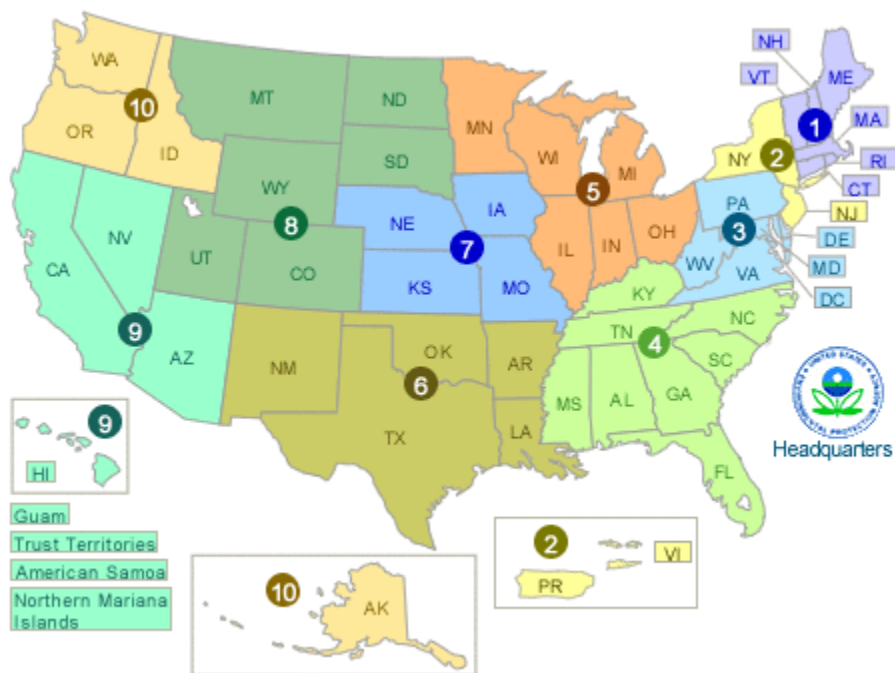 NH
WA
VT
ME
MT
ND
10
MN
1
MA
OR
ID
WI
NY
2
RI
SD
MI
CT
WY
5
PA
NJ
IA
8
NE
3
DE
NV
OH
7
IL
IN
WV
MD
CA
UT
CO
VA
KS
MO
DC
KY
9
NC
TN
4
AZ
OK
SC
NM
AR
6
MS
AL
GA
UNITED STATES
Headquarters
9
TX
LA
HI
FL
Guam
2
Trust Territories
VI
American Samoa
PR
10
Northern Mariana
Islands
AK